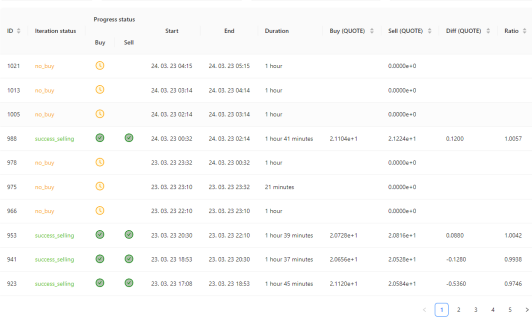 Progress status
ID Iteration status Start End Duration Buy (QUOTE) Sell (QUOTE) Diff (QUOTE) Ratio
Buy Sell
1021 no_buy 24. 03. 23 04:15 24. 03. 23 05:15 1 hour 0.0000e+0
1013 no_buy 24. 03. 23 03:14 24. 03. 23 04:14 1 hour 0.0000e+0
1005 no_buy 24. 03. 23 02:14 24. 03. 23 03:14 1 hour 0.0000e+0
988 success_selling 24. 03. 23 00:32 24. 03. 23 02:14 1 hour 41 minutes 2.1104e+1 2.1224e+1 0.1200 1.0057
978 no_buy 23. 03. 23 23:32 24. 03. 23 00:32 1 hour 0.0000e+0
975 no_buy 23. 03. 23 23:10 23. 03. 23 23:32 21 minutes 0.0000e+0
966 no_buy 23. 03. 23 22:10 23. 03. 23 23:10 1 hour 0.0000e+0
953 success_selling 23. 03. 23 20:30 23. 03. 23 22:10 1 hour 39 minutes 2.0728e+1 2.0816e+1 0.0880 1.0042
941 success_selling 23. 03. 23 18:53 23. 03. 23 20:30 1 hour 37 minutes 2.0656e+1 2.0528e+1 -0.1280 0.9938
923 success_selling 23. 03. 23 17:08 23. 03. 23 18:53 1 hour 45 minutes 2.1120e+1 2.0584e+1 -0.5360 0.9746
< 1 2 3 4 5 >